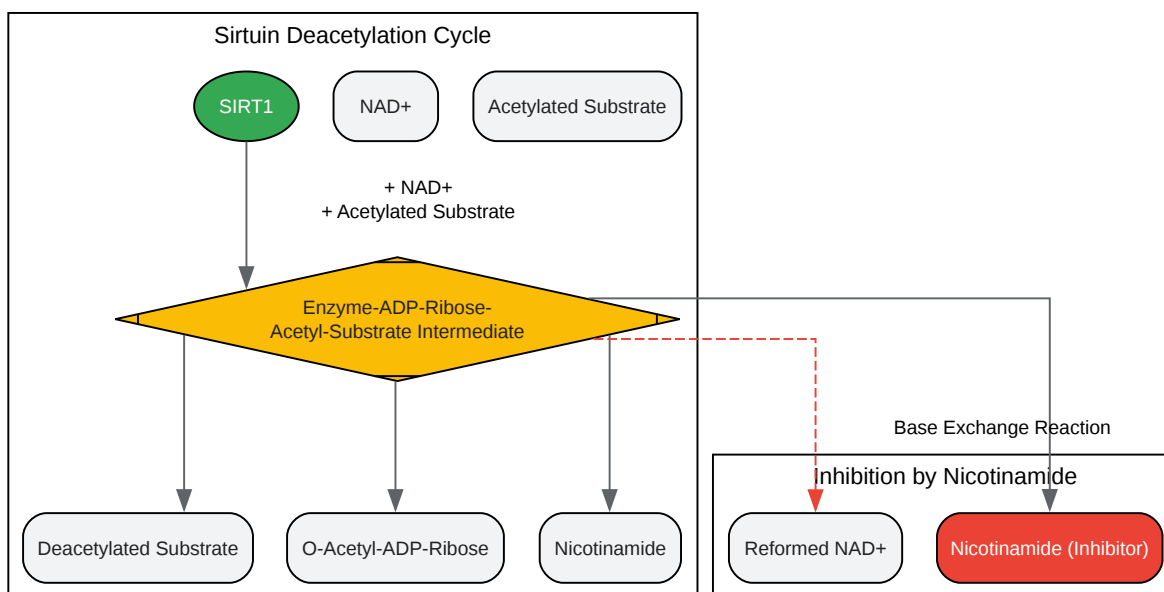 Sirtuin Deacetylation Cycle
SIRT1
NAD+
Acetylated Substrate
+ NAD+
+ Acetylated Substrate
Enzyme-ADP-Ribose-
Acetyl-Substrate Intermediate
Base Exchange Reaction
Inhibition by Nicotinamide
Deacetylated Substrate
O-Acetyl-ADP-Ribose
Nicotinamide
Reformed NAD+
Nicotinamide (Inhibitor)